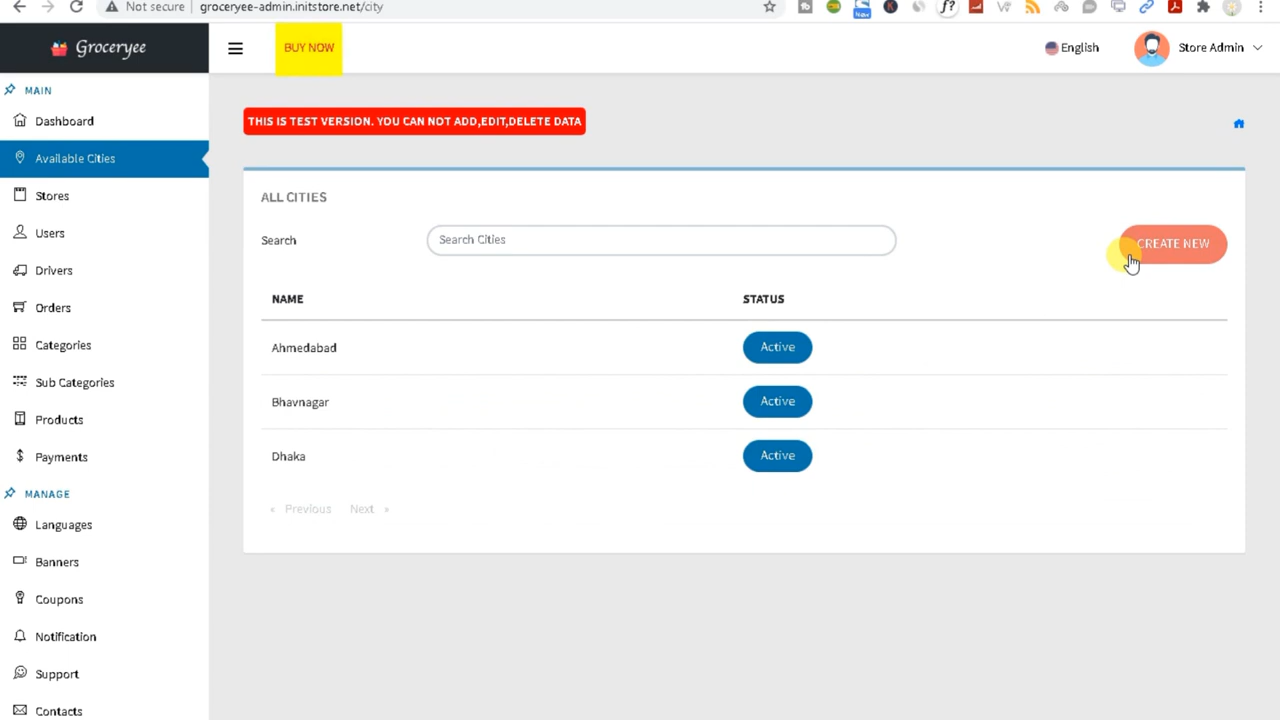 Not secure groceryee-admin.initstore.net/city
New
Groceryee
BUY NOW
English
Store Admin
MAIN
Dashboard
Available Cities
Stores
Users
Drivers
Orders
Categories
Sub Categories
Products
Payments
MANAGE
Languages
Banners
Coupons
Notification
Support
Contacts
THIS IS TEST VERSION. YOU CAN NOT ADD,EDIT,DELETE DATA
ALL CITIES
Search
Search Cities
CREATE NEW
NAME STATUS
Ahmedabad Active
Bhavnagar Active
Dhaka Active
« Previous Next »